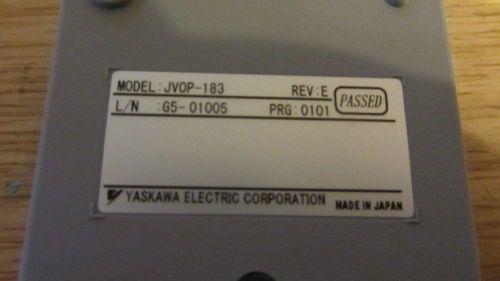 MODEL:JVOP-183 REV:E
L/N :G5-01005 PRG:0101 PASSED
YASKAWA ELECTRIC CORPORATION MADE IN JAPAN